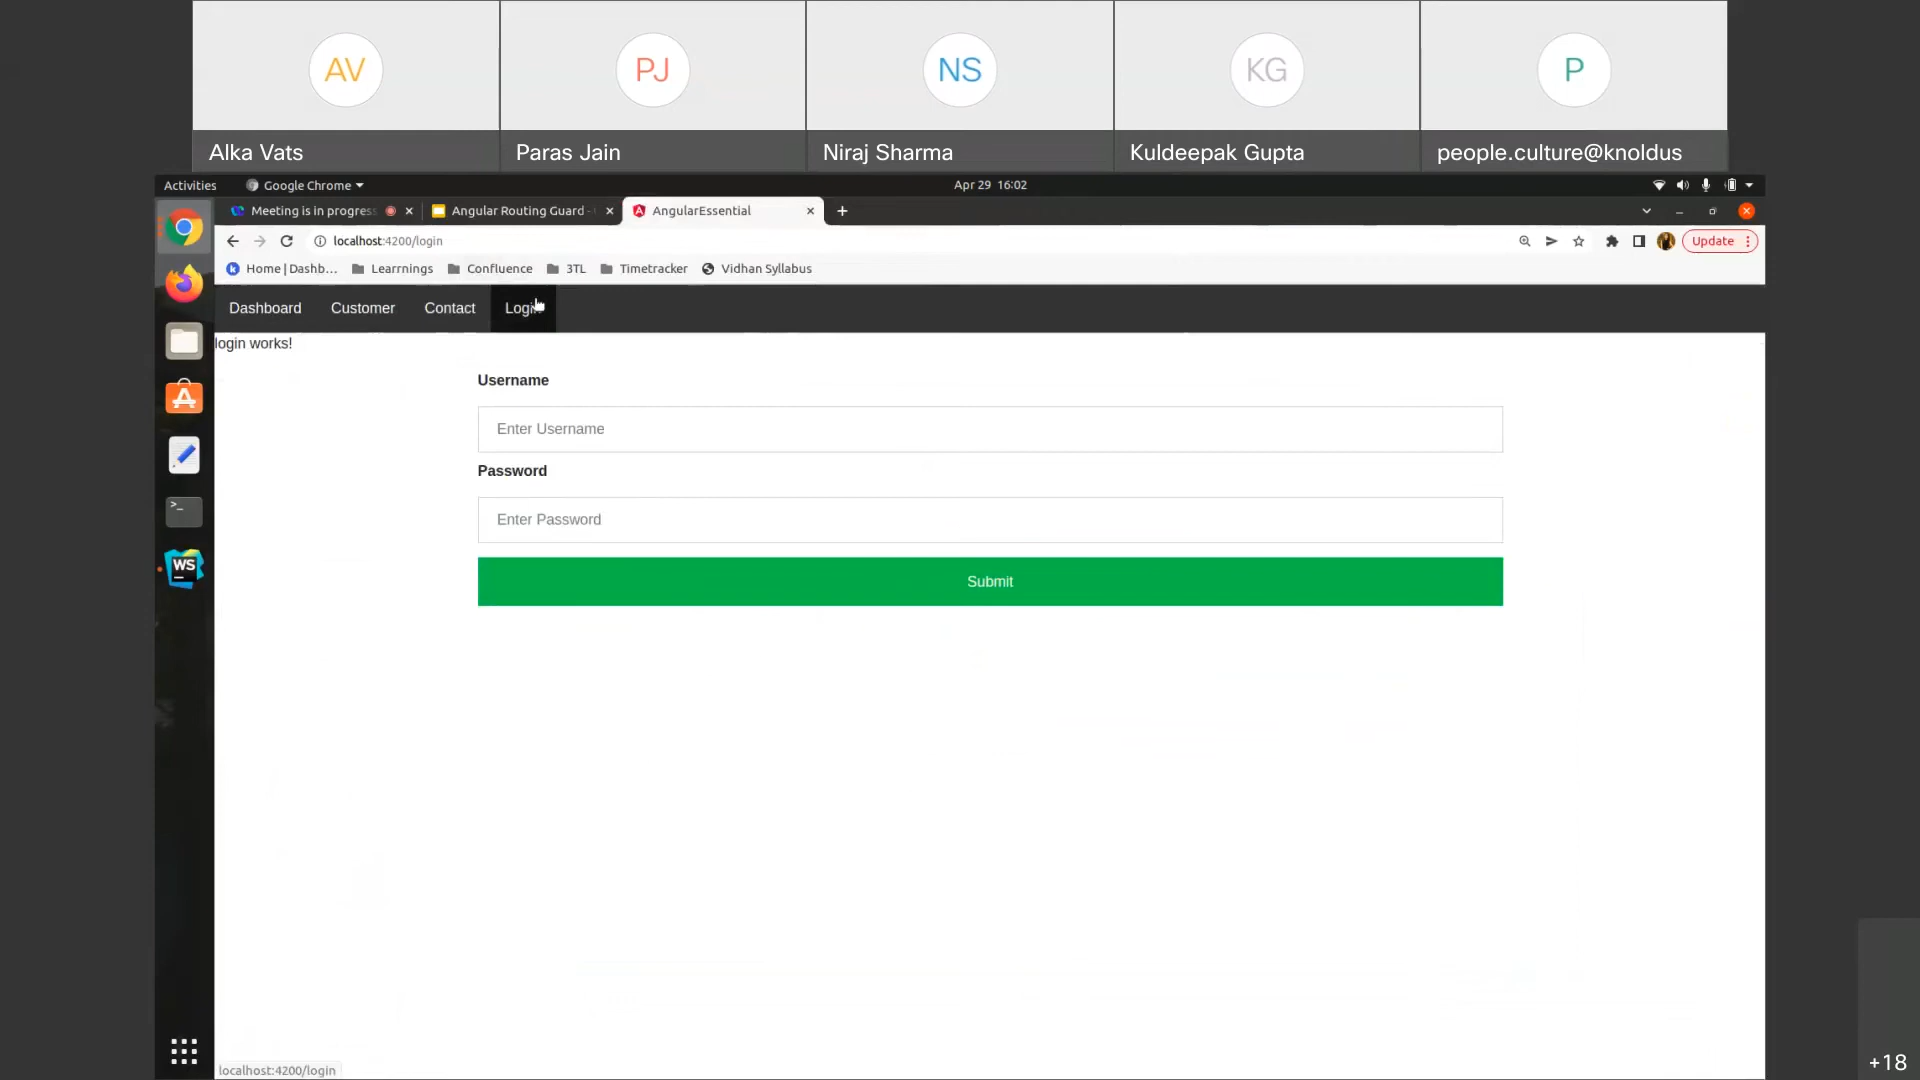 AV
PJ
NS
KG
P
Alka Vats
Paras Jain
Niraj Sharma
Kuldeepak Gupta
people.culture@knoldus
Activities
Google Chrome
Apr 29 16:02
Meeting is in progress
Angular Routing Guard -
AngularEssential
localhost:4200/login
Update
Home | Dashb...
Learrnings
Confluence
3TL
Timetracker
Vidhan Syllabus
Dashboard
Customer
Contact
Login
login works!
Username
Enter Username
Password
Enter Password
Submit
WS
localhost:4200/login
+18